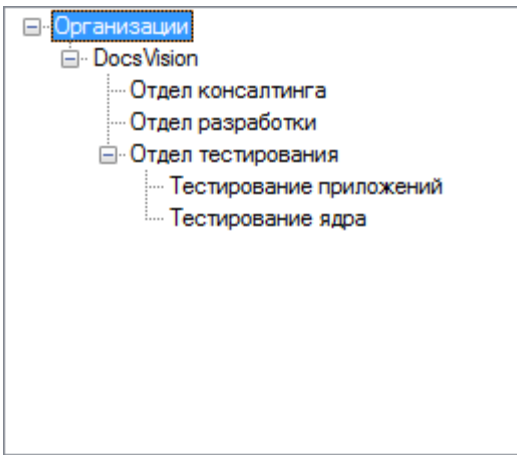 Организации
DocsVision
Отдел консалтинга
Отдел разработки
Отдел тестирования
Тестирование приложений
Тестирование ядра